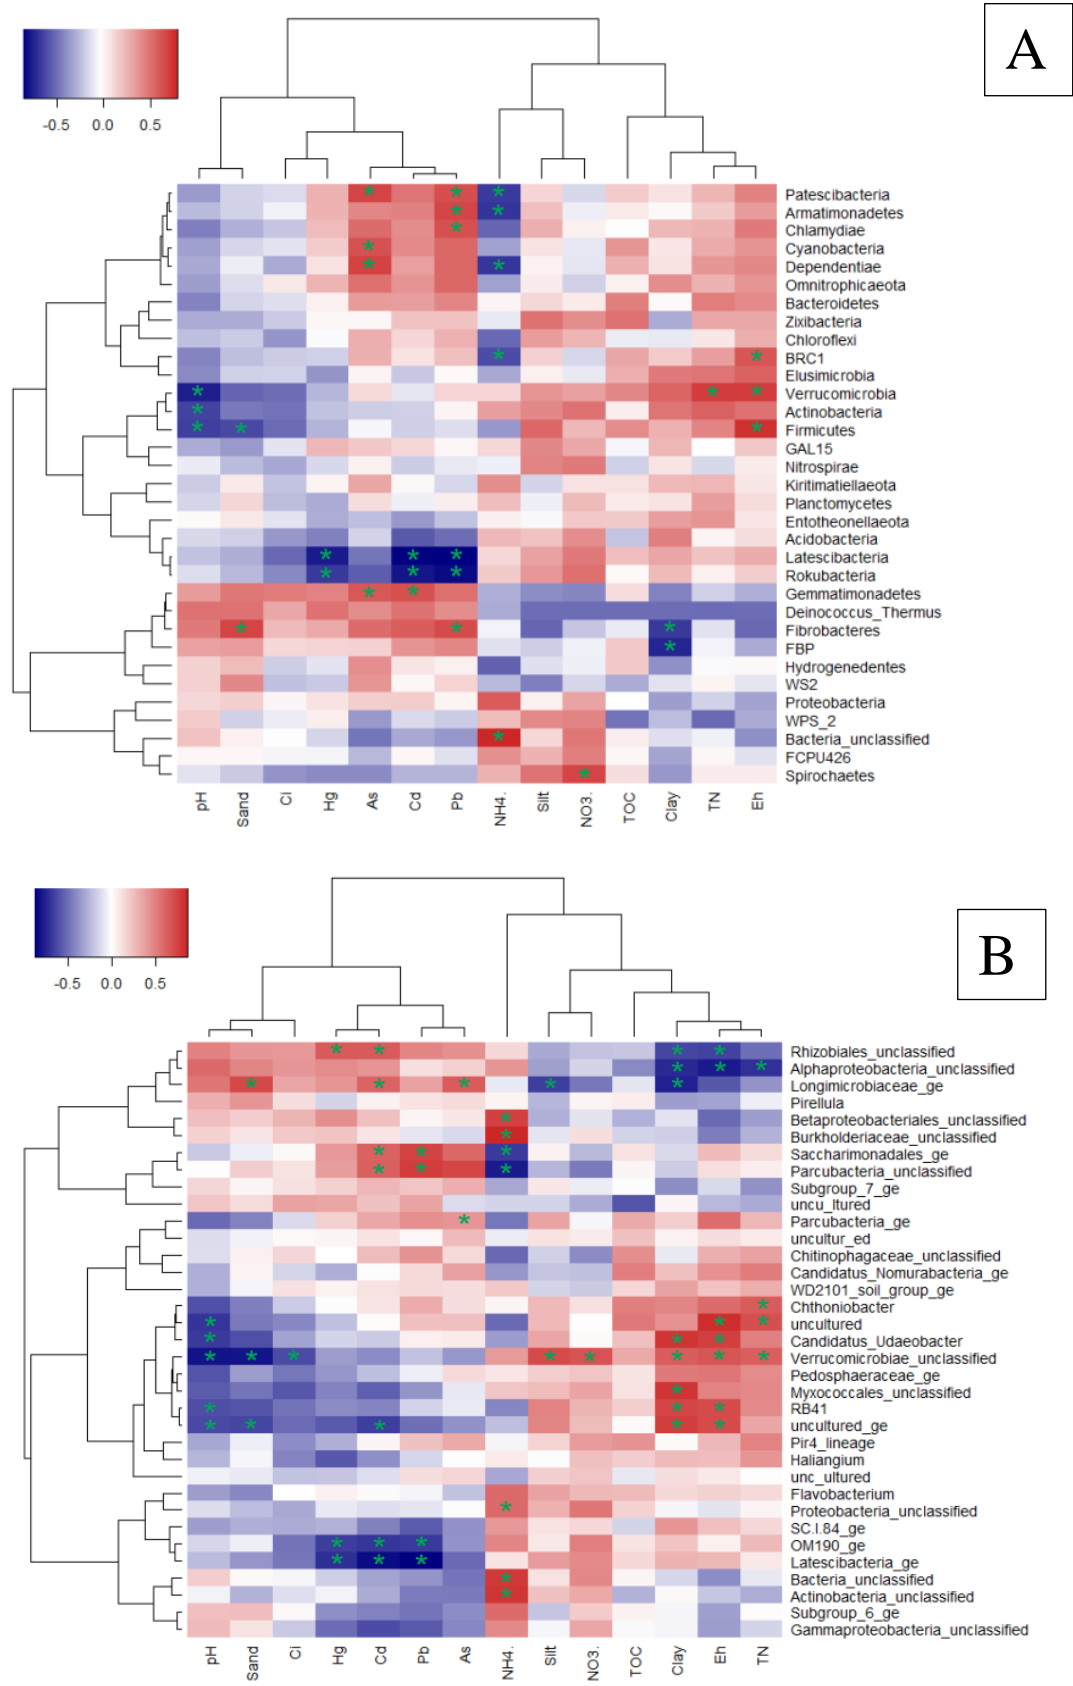 A
-0.5 0.0 0.5
Patescibacteria
Armatimonadetes
Chlamydiae
Cyanobacteria
Dependentiae
Omnitrophicaeota
Bacteroidetes
Zixibacteria
Chloroflexi
BRC1
Elusimicrobia
Verrucomicrobia
Actinobacteria
Firmicutes
GAL15
Nitrospirae
Kiritimatiellaeota
Planctomycetes
Entotheonellaeota
Acidobacteria
Latescibacteria
Rokubacteria
Gemmatimonadetes
Deinococcus_Thermus
Fibrobacteres
FBP
Hydrogenedentes
WS2
Proteobacteria
WPS_2
Bacteria_unclassified
FCPU426
Spirochaetes
pH Sand Ci Hg As Cd Pb NH4. Silt NO3. TOC Clay TN Eh
B
-0.5 0.0 0.5
Rhizobiales_unclassified
Alphaproteobacteria_unclassified
Longimicrobiaceae_ge
Pirellula
Betaproteobacteriales_unclassified
Burkholderiaceae_unclassified
Saccharimonadales_ge
Parcubacteria_unclassified
Subgroup_7_ge
uncu_ltured
Parcubacteria_ge
uncultur_ed
Chitinophagaceae_unclassified
Candidatus_Nomurabacteria_ge
WD2101_soil_group_ge
Chthoniobacter
uncultured
Candidatus_Udaeobacter
Verrucomicrobiae_unclassified
Pedosphaeraceae_ge
Myxococcales_unclassified
RB41
uncultured_ge
Pir4_lineage
Haliangium
unc_ultured
Flavobacterium
Proteobacteria_unclassified
SC.I.84_ge
OM190_ge
Latescibacteria_ge
Bacteria_unclassified
Actinobacteria_unclassified
Subgroup_6_ge
Gammaproteobacteria_unclassified
pH Sand Ci Hg Cd Pb As NH4. Silt NO3. TOC Clay Eh TN